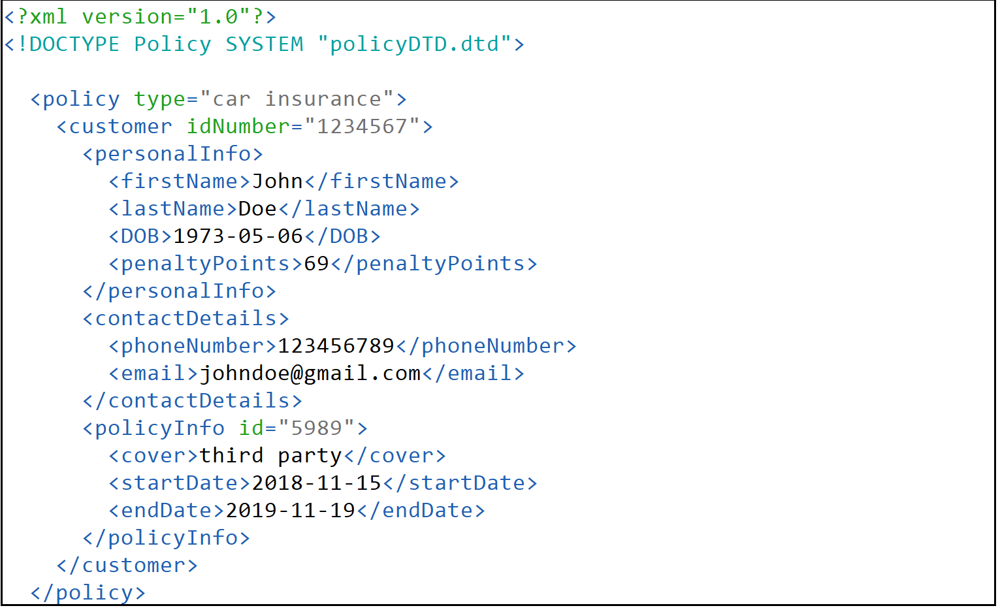 <?xml version="1.0"?>
<!DOCTYPE Policy SYSTEM "policyDTD.dtd">
<policy type="car insurance">
<customer idNumber="1234567">
<personalInfo>
<firstName>John</firstName>
<lastName>Doe</lastName>
<DOB>1973-05-06</DOB>
<penaltyPoints>69</penaltyPoints>
</personalInfo>
<contactDetails>
<phoneNumber>123456789</phoneNumber>
<email>johndoe@gmail.com</email>
</contactDetails>
<policyInfo id="5989">
<cover>third party</cover>
<startDate>2018-11-15</startDate>
<endDate>2019-11-19</endDate>
</policyInfo>
</customer>
</policy>